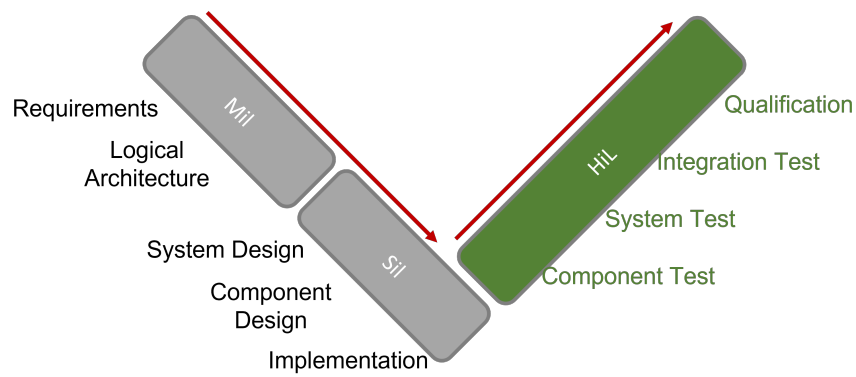 Mil
Requirements
Logical
Architecture
Sil
System Design
Component
Design
Implementation
HiL
Qualification
Integration Test
System Test
Component Test